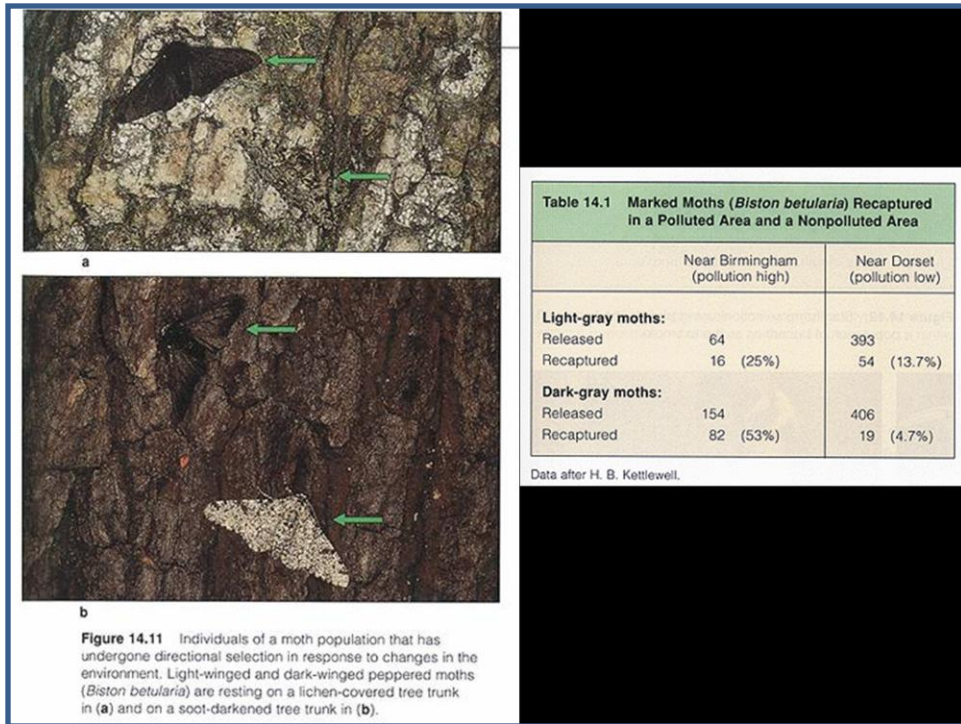 a
b
Figure 14.11 Individuals of a moth population that has
undergone directional selection in response to changes in the
environment. Light-winged and dark-winged peppered moths
(Biston betularia) are resting on a lichen-covered tree trunk
in (a) and on a soot-darkened tree trunk in (b).
Table 14.1 Marked Moths (Biston betularia) Recaptured
in a Polluted Area and a Nonpolluted Area
Near Birmingham Near Dorset
(pollution high) (pollution low)
Light-gray moths:
Released 64 393
Recaptured 16 (25%) 54 (13.7%)
Dark-gray moths:
Released 154 406
Recaptured 82 (53%) 19 (4.7%)
Data after H. B. Kettlewell.